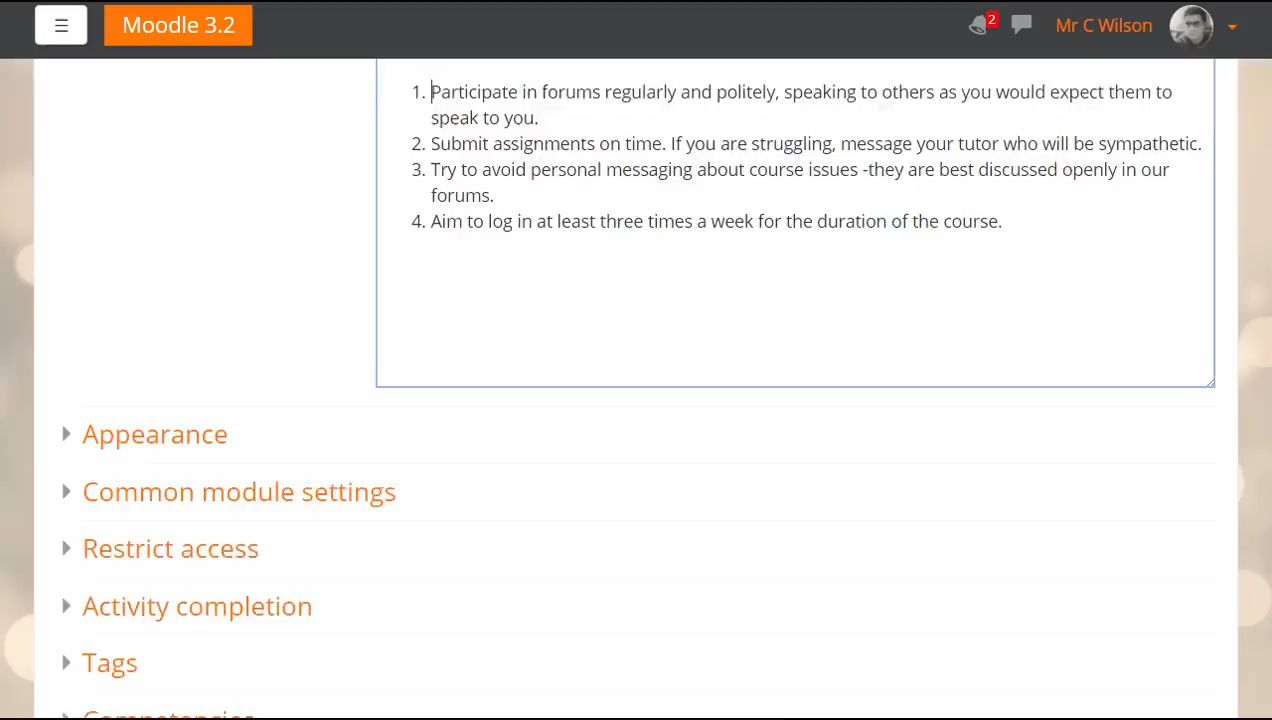 ☰ Moodle 3.2 2 Mr C Wilson
1. Participate in forums regularly and politely, speaking to others as you would expect them to
speak to you.
2. Submit assignments on time. If you are struggling, message your tutor who will be sympathetic.
3. Try to avoid personal messaging about course issues -they are best discussed openly in our
forums.
4. Aim to log in at least three times a week for the duration of the course.
Appearance
Common module settings
Restrict access
Activity completion
Tags
Competencies